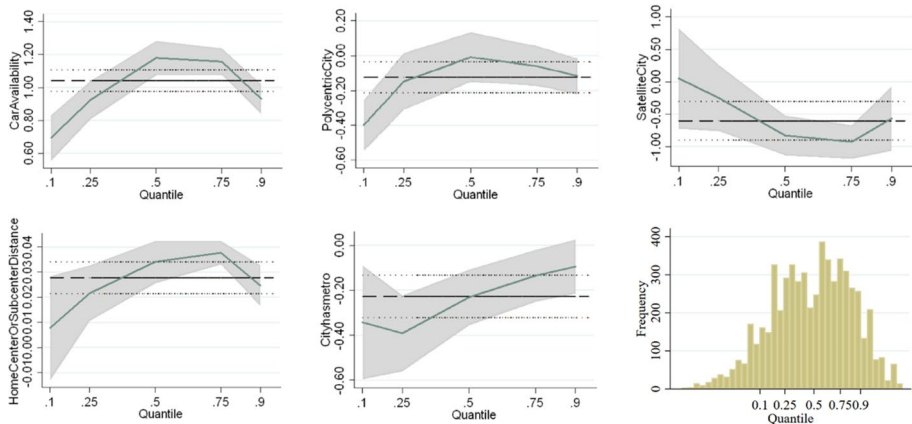 CarAvailability
1.40
1.20
1.00
0.80
0.60
.1 .25 .5 .75 .9
Quantile
PolycentricCity
0.20
0.00
-0.20
-0.40
-0.60
.1 .25 .5 .75 .9
Quantile
SatelliteCity
1.00
0.50
0.00
-0.50
-1.00
.1 .25 .5 .75 .9
Quantile
HomeCenterOrSubcenterDistance
-0.010.000.010.020.030.04
.1 .25 .5 .75 .9
Quantile
Cityhasmetro
0.00
-0.20
-0.40
-0.60
.1 .25 .5 .75 .9
Quantile
Frequency
400
300
200
100
0
0.1 0.25 0.5 0.75 0.9
Quantile